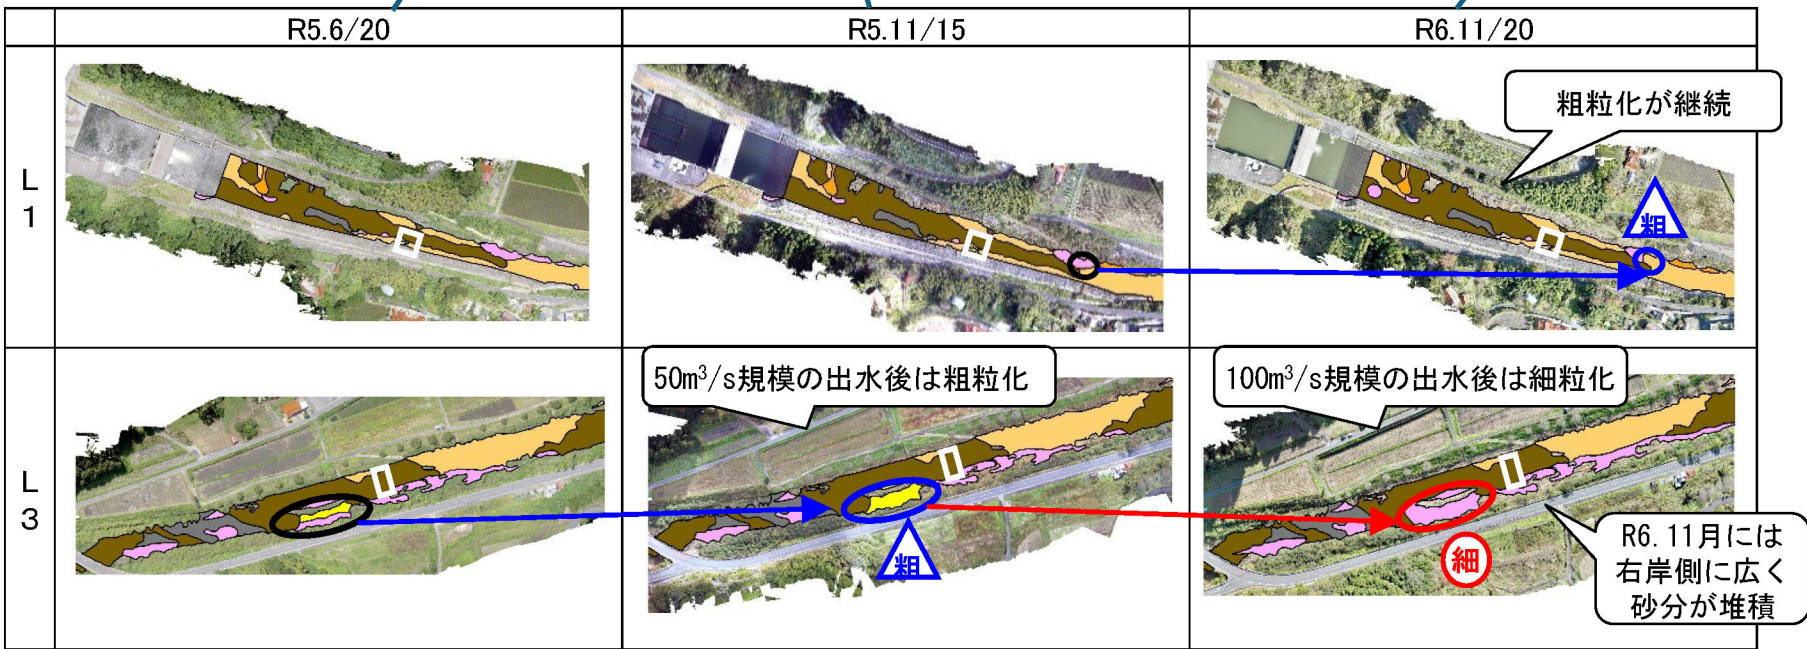 R5.6/20
R5.11/15
R6.11/20
L
1
粗粒化が継続
粗
L
3
50m³/s規模の出水後は粗粒化
100m³/s規模の出水後は細粒化
粗
細
R6.11月には
右岸側に広く
砂分が堆積